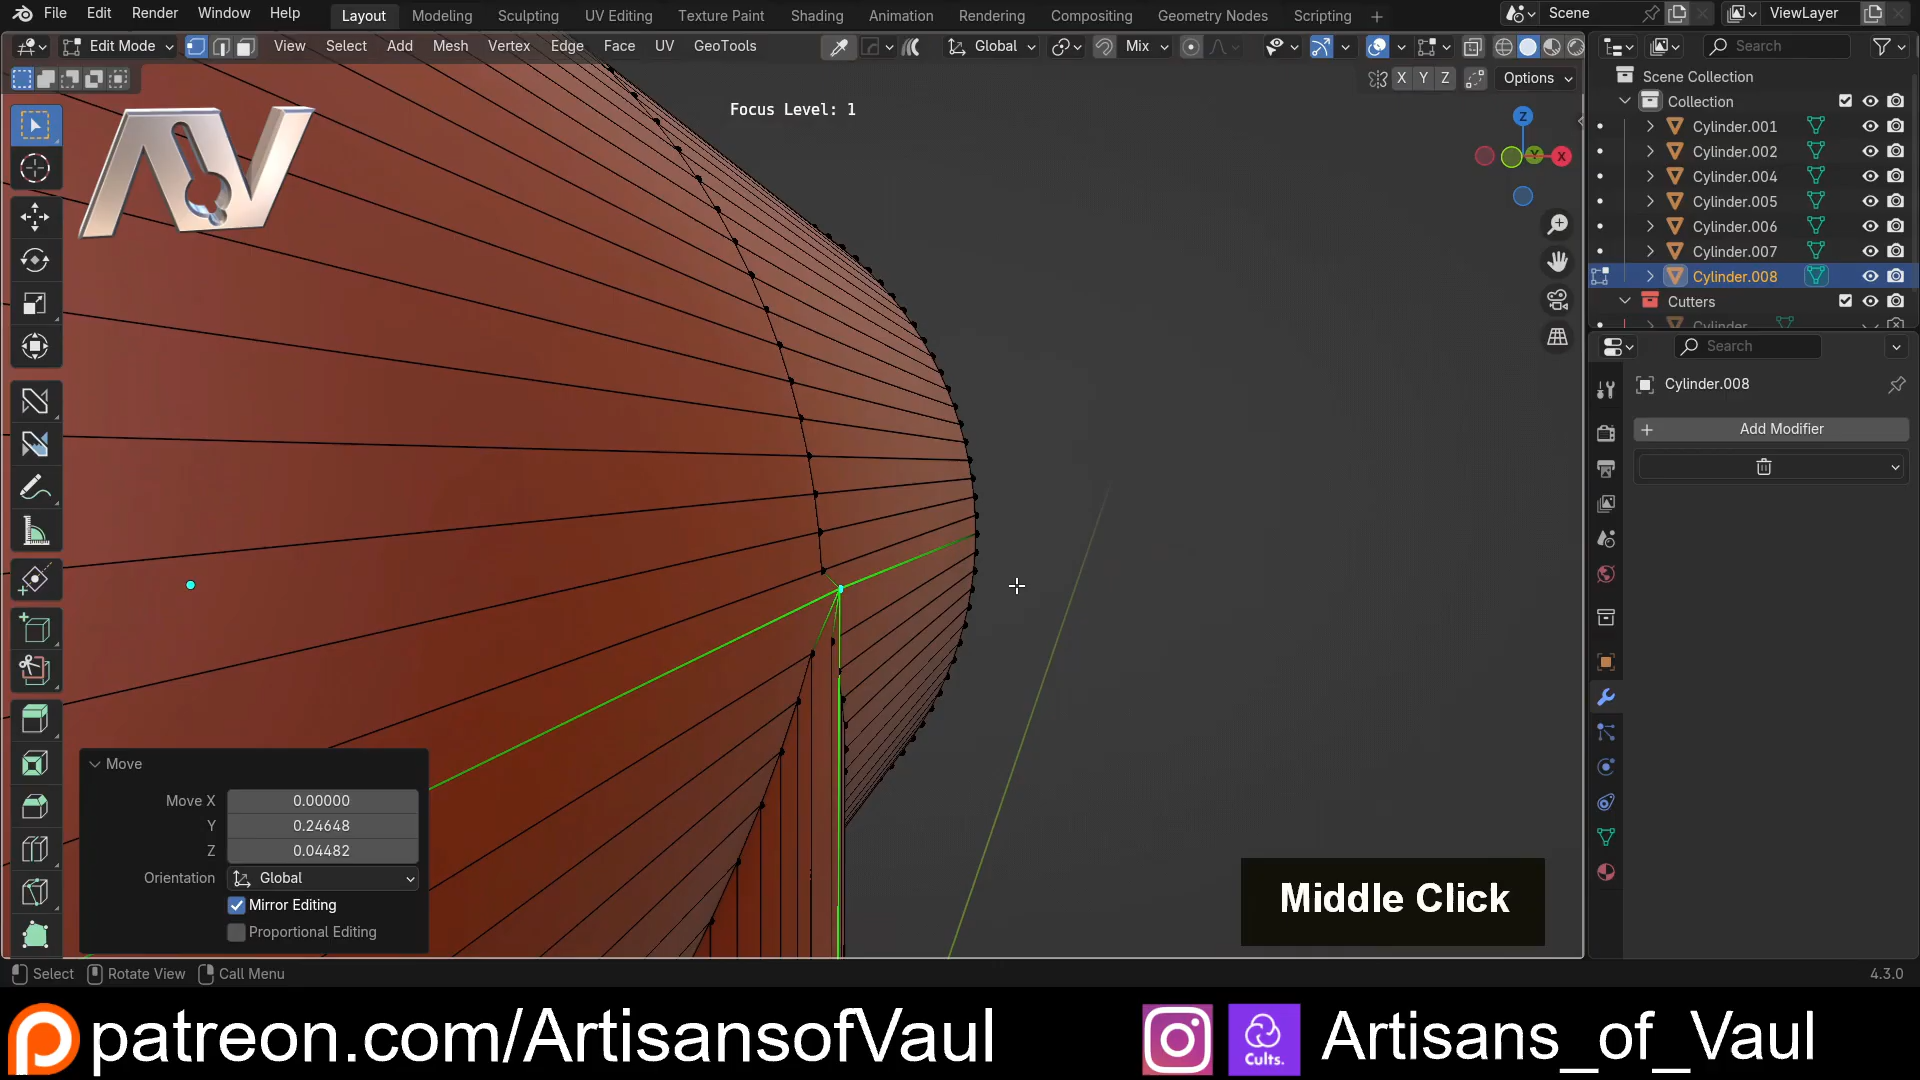 File Edit Render Window Help Layout Modeling Sculpting UV Editing Texture Paint Shading Animation Rendering Compositing Geometry Nodes Scripting + Scene ViewLayer
Edit Mode View Select Add Mesh Vertex Edge Face UV GeoTools Global Mix Search
X Y Z Options
Scene Collection
Collection
Focus Level: 1
Z
Y X
Cylinder.001
Cylinder.002
Cylinder.004
Cylinder.005
Cylinder.006
Cylinder.007
Cylinder.008
Cutters
Cylinder
Search
Cylinder.008
Add Modifier
AV
Move
Move X 0.00000
Y 0.24648
Z 0.04482
Orientation Global
Mirror Editing
Proportional Editing
Middle Click
Select Rotate View Call Menu 4.3.0
patreon.com/ArtisansofVaul Cults. Artisans_of_Vaul